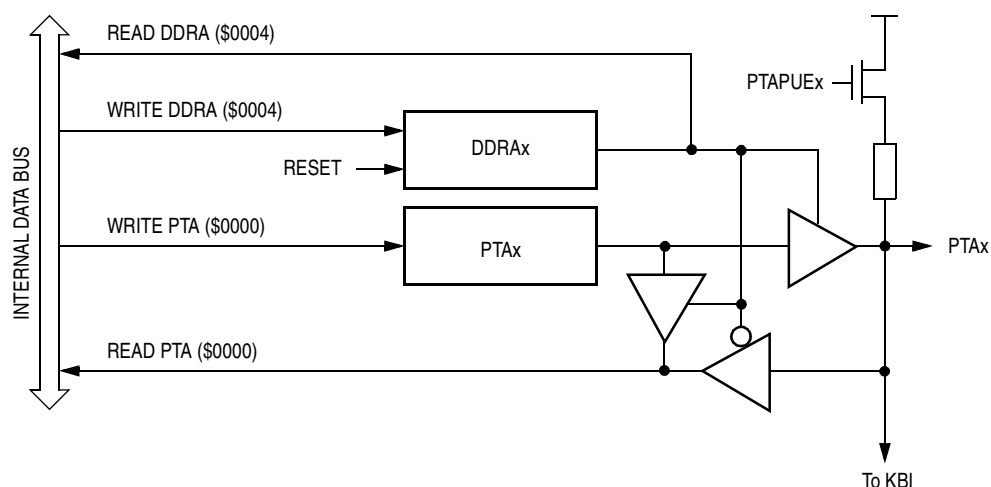 READ DDRA ($0004)
PTAPUEx
WRITE DDRA ($0004)
DDRAx
RESET
INTERNAL DATA BUS
WRITE PTA ($0000)
PTAx
PTAx
READ PTA ($0000)
To KBI